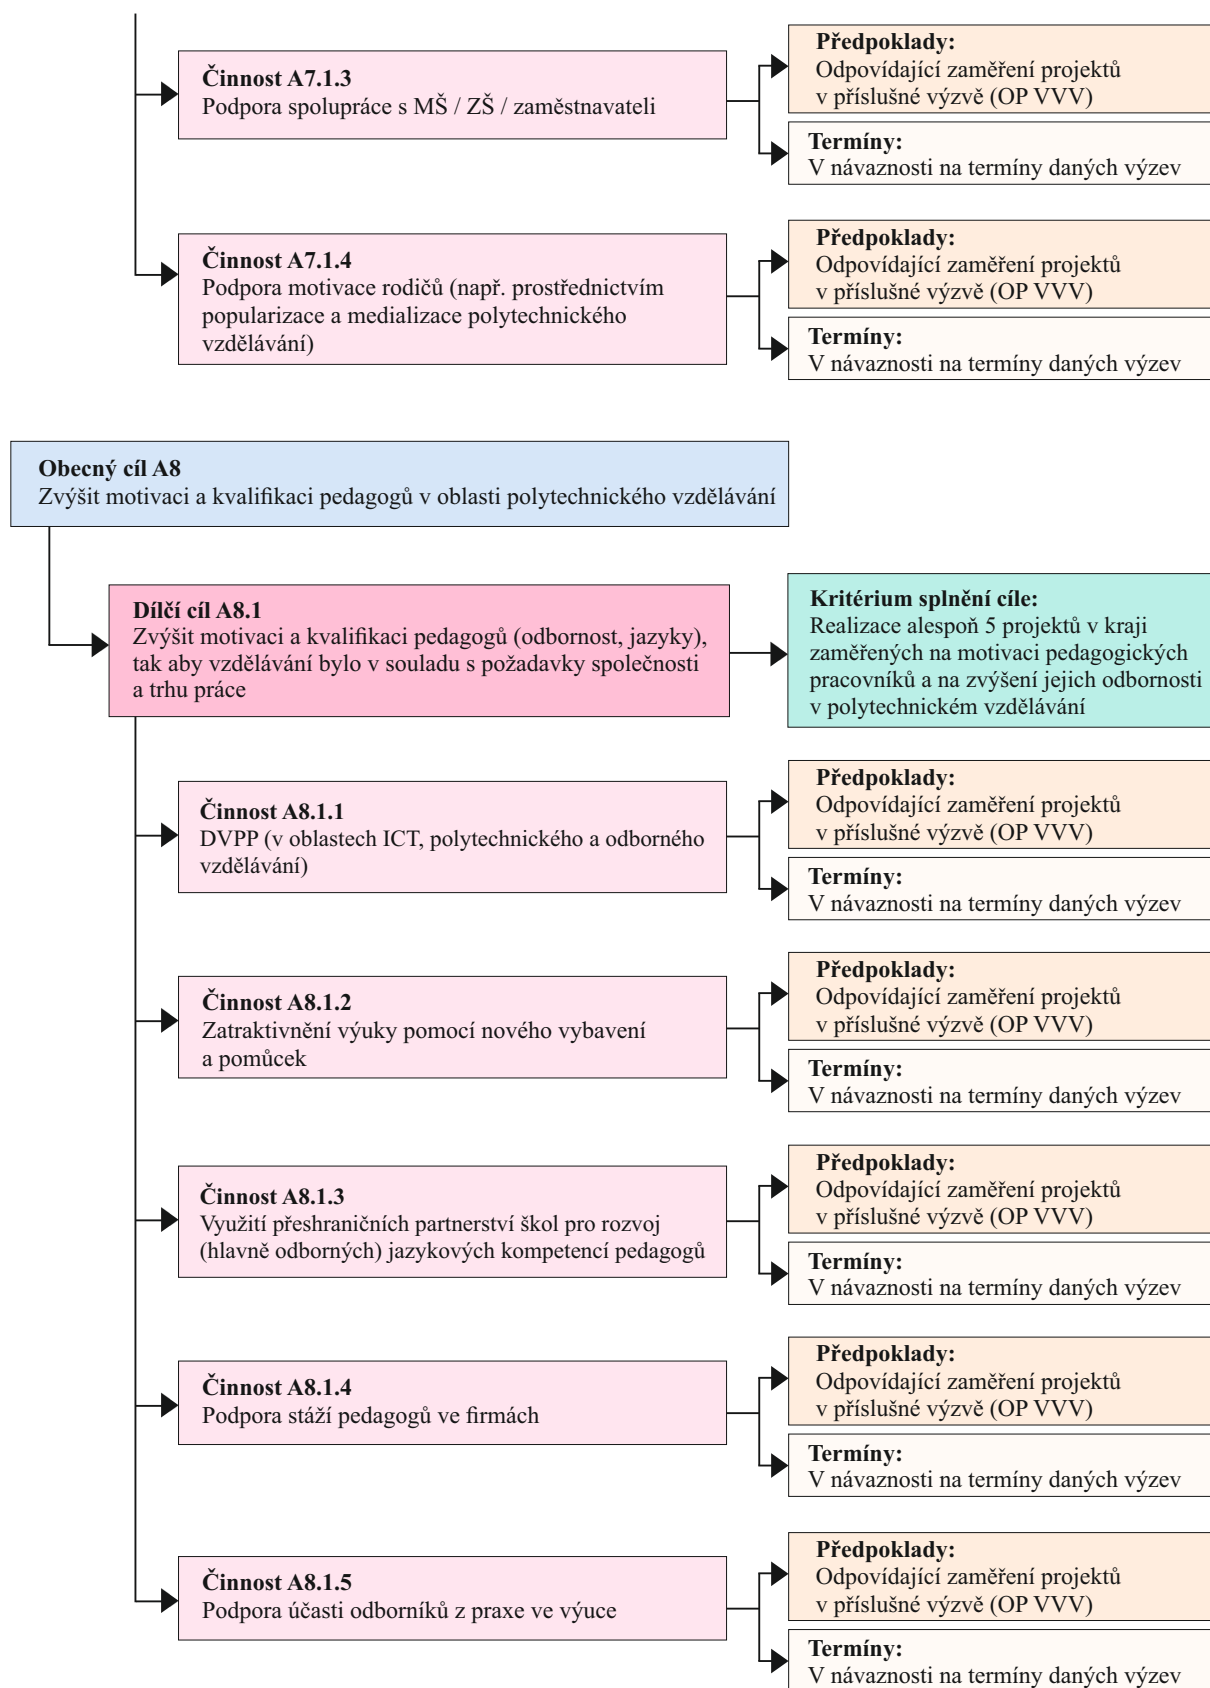 Činnost A7.1.3
Podpora spolupráce s MŠ / ZŠ / zaměstnavateli
Předpoklady:
Odpovídající zaměření projektů
v příslušné výzvě (OP VVV)
Termíny:
V návaznosti na termíny daných výzev
Činnost A7.1.4
Podpora motivace rodičů (např. prostřednictvím
popularizace a medializace polytechnického
vzdělávání)
Předpoklady:
Odpovídající zaměření projektů
v příslušné výzvě (OP VVV)
Termíny:
V návaznosti na termíny daných výzev
Obecný cíl A8
Zvýšit motivaci a kvalifikaci pedagogů v oblasti polytechnického vzdělávání
Dílčí cíl A8.1
Zvýšit motivaci a kvalifikaci pedagogů (odbornost, jazyky),
tak aby vzdělávání bylo v souladu s požadavky společnosti
a trhu práce
Kritérium splnění cíle:
Realizace alespoň 5 projektů v kraji
zaměřených na motivaci pedagogických
pracovníků a na zvýšení jejich odbornosti
v polytechnickém vzdělávání
Činnost A8.1.1
DVPP (v oblastech ICT, polytechnického a odborného
vzdělávání)
Předpoklady:
Odpovídající zaměření projektů
v příslušné výzvě (OP VVV)
Termíny:
V návaznosti na termíny daných výzev
Činnost A8.1.2
Zatraktivnění výuky pomocí nového vybavení
a pomůcek
Předpoklady:
Odpovídající zaměření projektů
v příslušné výzvě (OP VVV)
Termíny:
V návaznosti na termíny daných výzev
Činnost A8.1.3
Využití přeshraničních partnerství škol pro rozvoj
(hlavně odborných) jazykových kompetencí pedagogů
Předpoklady:
Odpovídající zaměření projektů
v příslušné výzvě (OP VVV)
Termíny:
V návaznosti na termíny daných výzev
Činnost A8.1.4
Podpora stáží pedagogů ve firmách
Předpoklady:
Odpovídající zaměření projektů
v příslušné výzvě (OP VVV)
Termíny:
V návaznosti na termíny daných výzev
Činnost A8.1.5
Podpora účasti odborníků z praxe ve výuce
Předpoklady:
Odpovídající zaměření projektů
v příslušné výzvě (OP VVV)
Termíny:
V návaznosti na termíny daných výzev